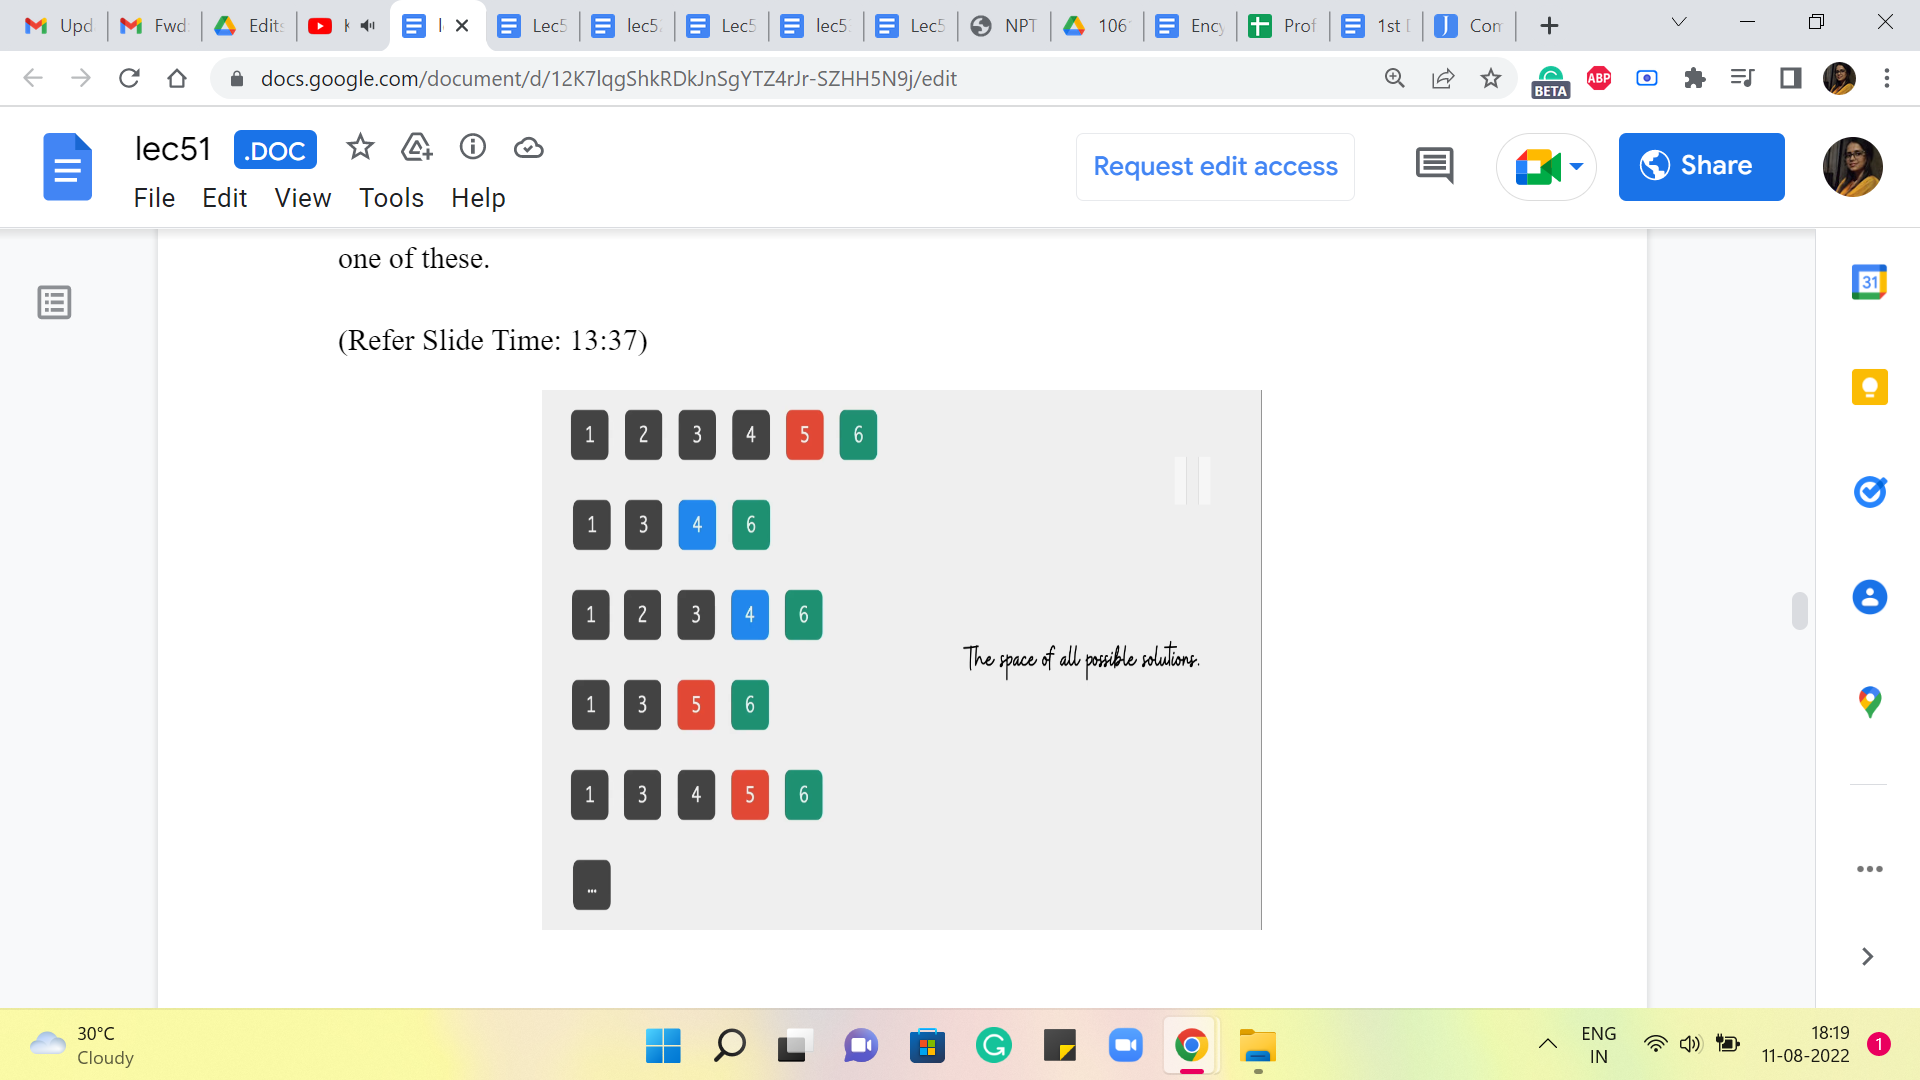 Upd Fwd Edits K l Lec5 lec5 Lec5 lec5 Lec5 NPT 106 Ency Prof 1st Con
docs.google.com/document/d/12K7lqgShkRDkJnSgYTZ4rJr-SZHH5N9j/edit
BETA ABP
lec51 .DOC
Request edit access Share
File Edit View Tools Help
31
one of these.
(Refer Slide Time: 13:37)
1 2 3 4 5 6
1 3 4 6
1 2 3 4 6
The space of all possible solutions.
1 3 5 6
1 3 4 5 6
...
30°C
Cloudy
ENG
IN
18:19
11-08-2022
1